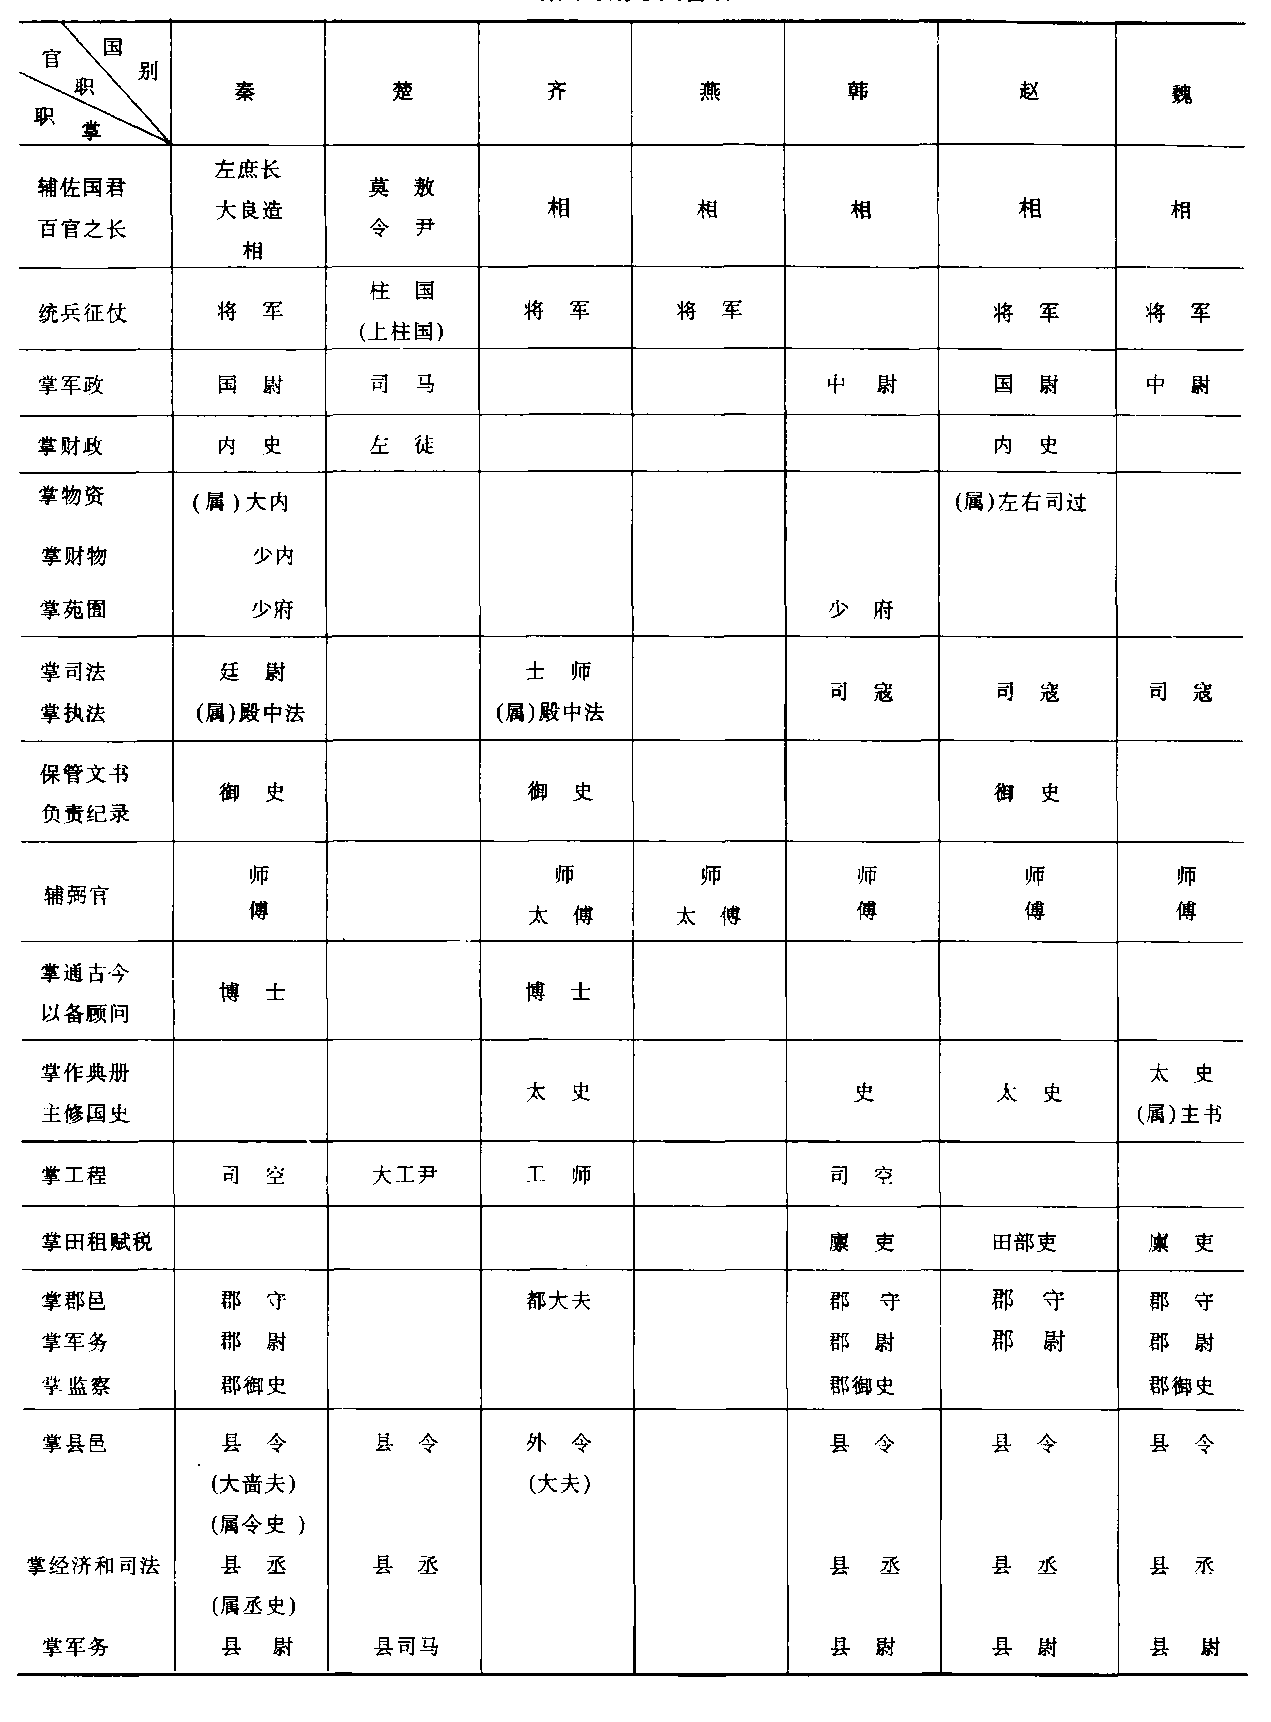 国别 官职 职掌 秦 楚 齐 燕 韩 赵 魏
辅佐国君 百官之长 左庶长 大良造 相 莫敖 令尹 相 相 相 相 相
统兵征仗 将军 柱国 (上柱国) 将军 将军 将军 将军
掌军政 国尉 司马 中尉 国尉 中尉
掌财政 内史 左徒 内史
掌物资 (属)大内 (属)左右司过
掌财物 少内
掌苑囿 少府 少府
掌司法 掌执法 廷尉 (属)殿中法 士师 (属)殿中法 司寇 司寇 司寇
保管文书 负责纪录 御史 御史 御史
辅弼官 师 傅 师 太傅 师 太傅 师 傅 师 傅 师 傅
掌通古今 以备顾问 博士 博士
掌作典册 主修国史 太史 史 太史 太史 (属)主书
掌工程 司空 大工尹 工师 司空
掌田租赋税 廪吏 田部吏 廪吏
掌郡邑 郡守 都大夫 郡守 郡守 郡守
掌军务 郡尉 郡尉 郡尉 郡尉
掌监察 郡御史 郡御史 郡御史
掌县邑 县令 县令 外令 县令 县令 县令
(大啬夫) (大夫)
(属令史)
掌经济和司法 县丞 县丞 县丞 县丞 县丞
(属丞史)
掌军务 县尉 县司马 县尉 县尉 县尉